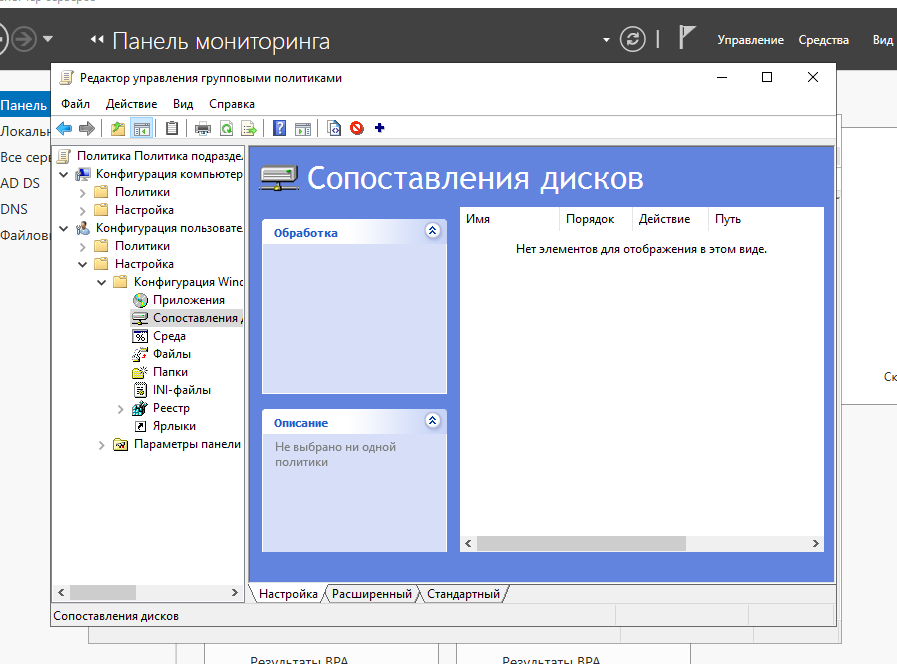 Панель мониторинга
Управление Средства Вид
Редактор управления групповыми политиками
Файл Действие Вид Справка
Панель
Локальн
Все сер
AD DS
DNS
Файлов
Политика Политика подразде
Конфигурация компьютер
Политики
Настройка
Конфигурация пользовате
Политики
Настройка
Конфигурация Winc
Приложения
Сопоставления
Среда
Файлы
Папки
INI-файлы
Реестр
Ярлыки
Параметры панели
Сопоставления дисков
Обработка
Описание
Не выбрано ни одной
политики
Имя Порядок Действие Путь
Нет элементов для отображения в этом виде.
Настройка Расширенный Стандартный
Сопоставления дисков
Ск
Результаты BPA Результаты BPA